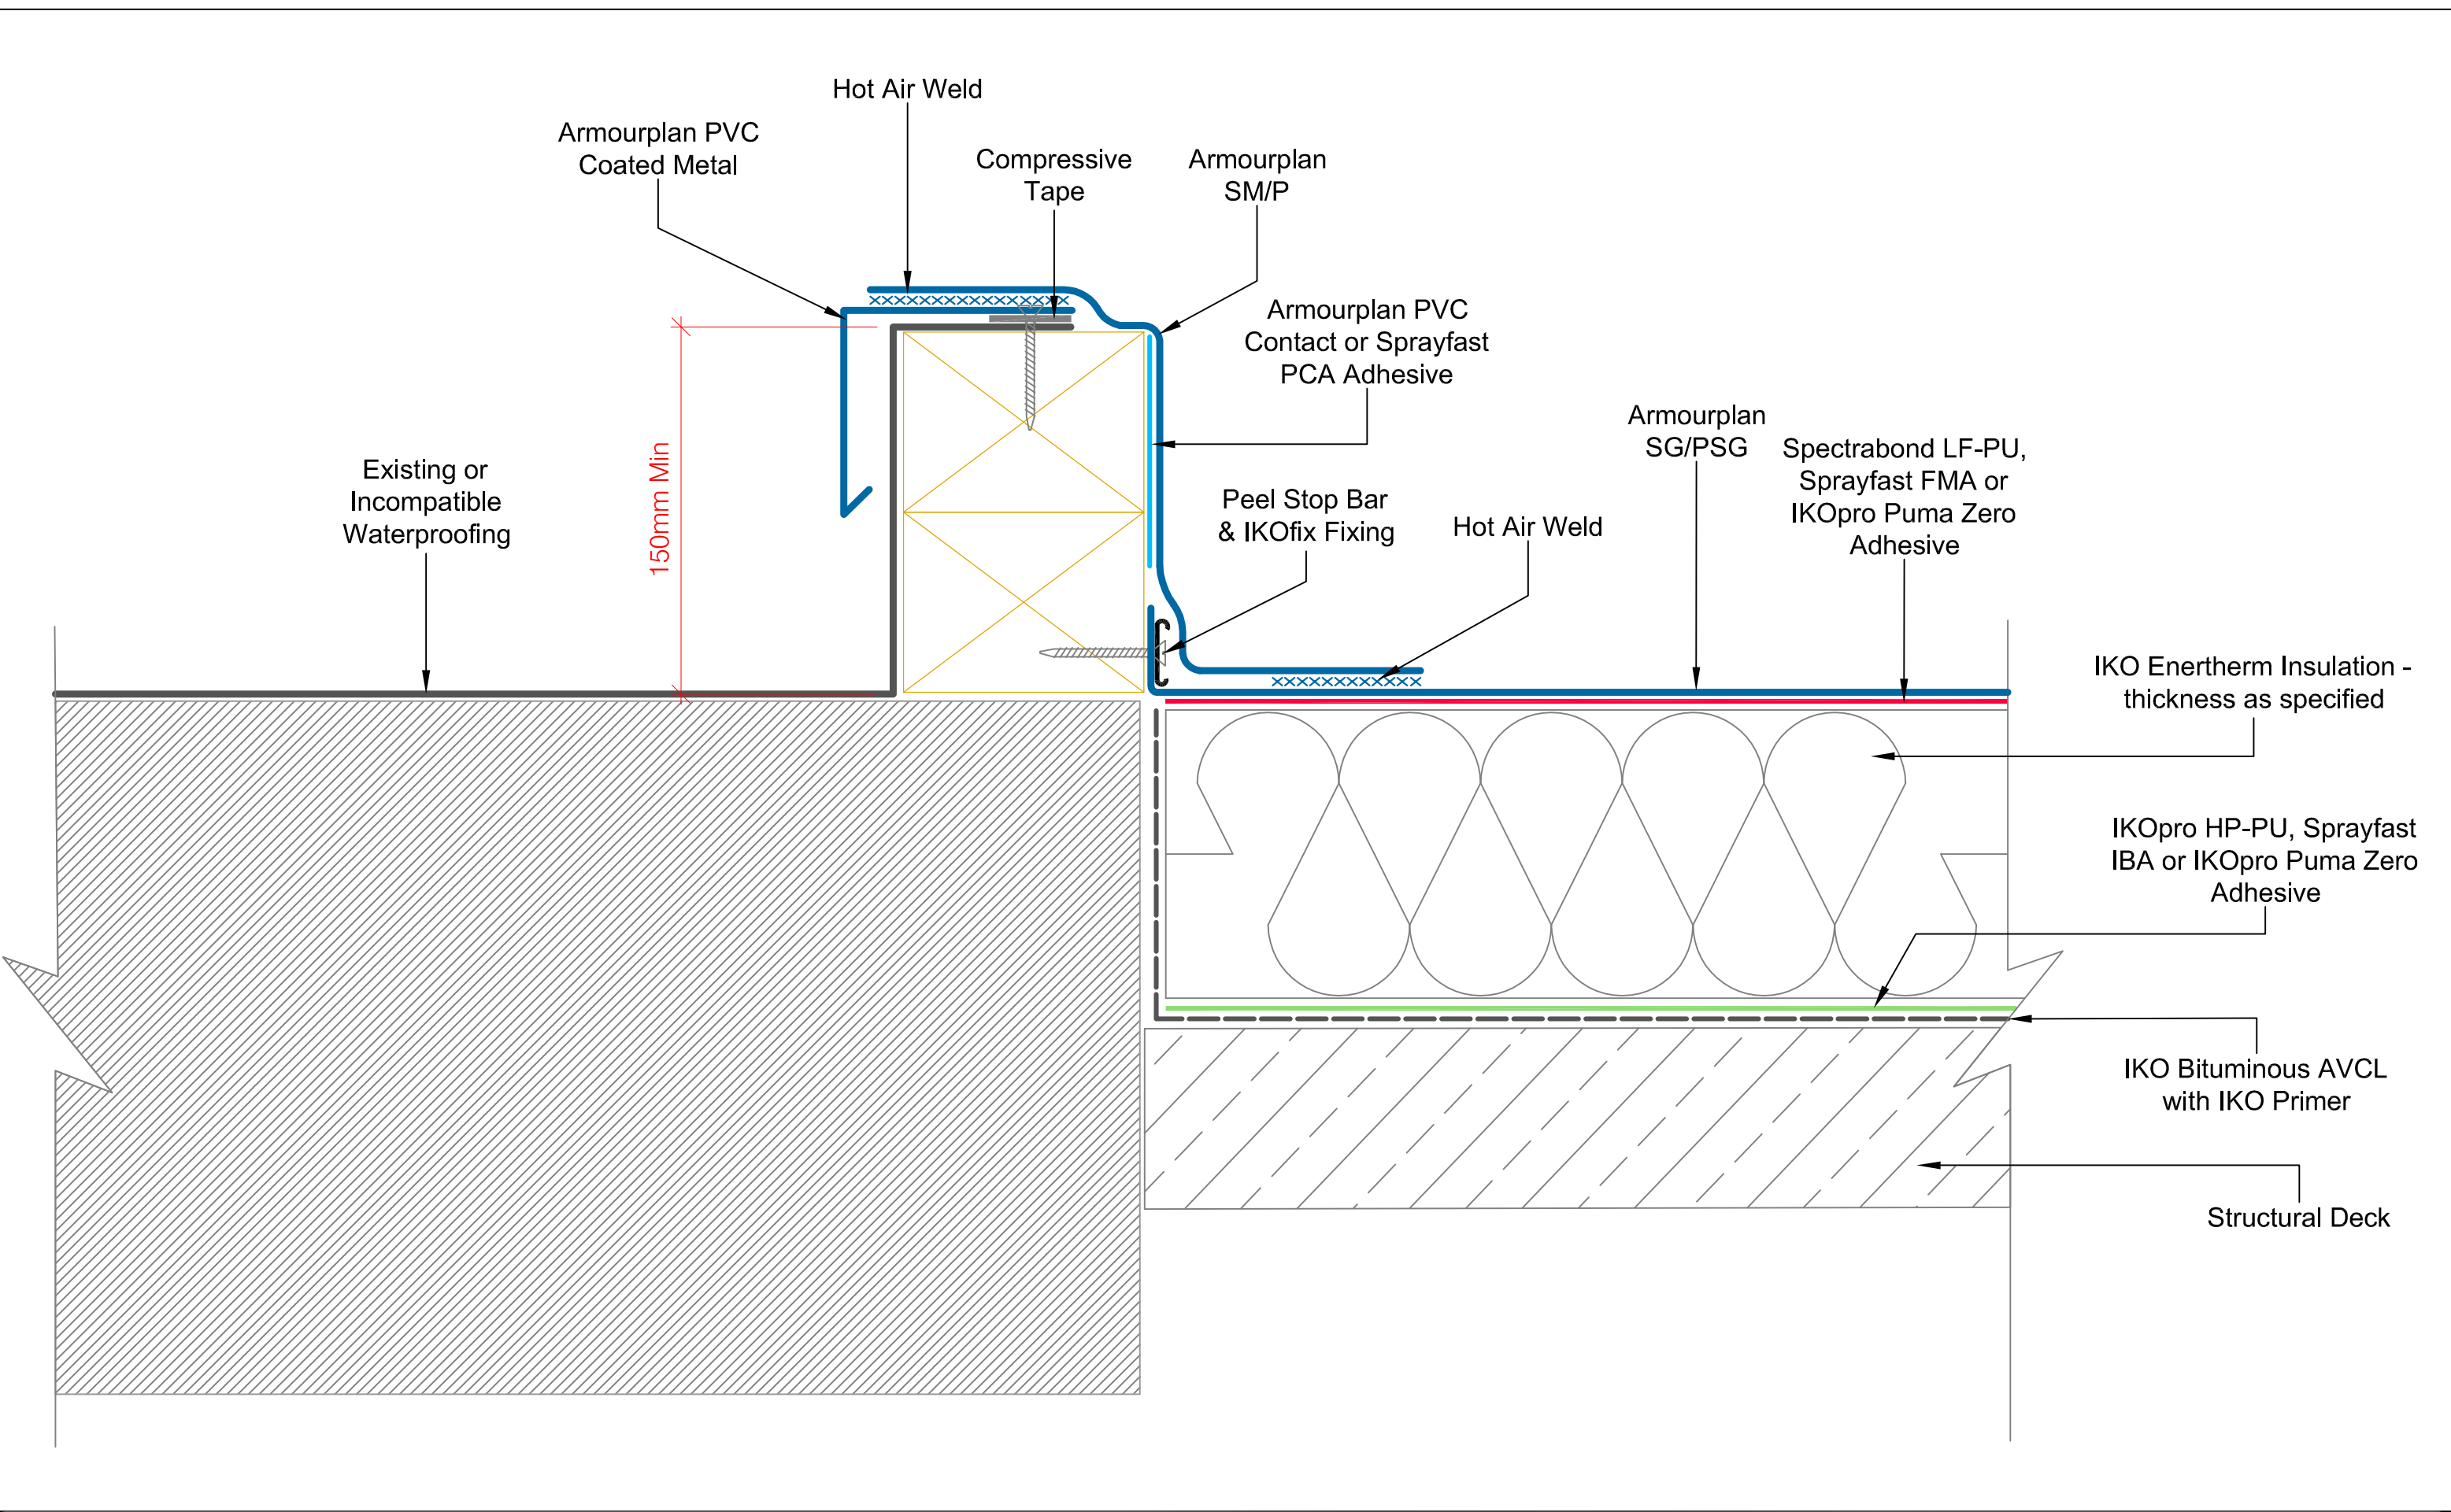 Hot Air Weld
Armourplan PVC
Coated Metal
Compressive
Tape
Armourplan
SM/P
Armourplan PVC
Contact or Sprayfast
PCA Adhesive
Armourplan
SG/PSG
Spectrabond LF-PU,
Sprayfast FMA or
IKOpro Puma Zero
Adhesive
Existing or
Incompatible
Waterproofing
150mm Min
Peel Stop Bar
& IKOfix Fixing
Hot Air Weld
IKO Enertherm Insulation -
thickness as specified
IKOpro HP-PU, Sprayfast
IBA or IKOpro Puma Zero
Adhesive
IKO Bituminous AVCL
with IKO Primer
Structural Deck